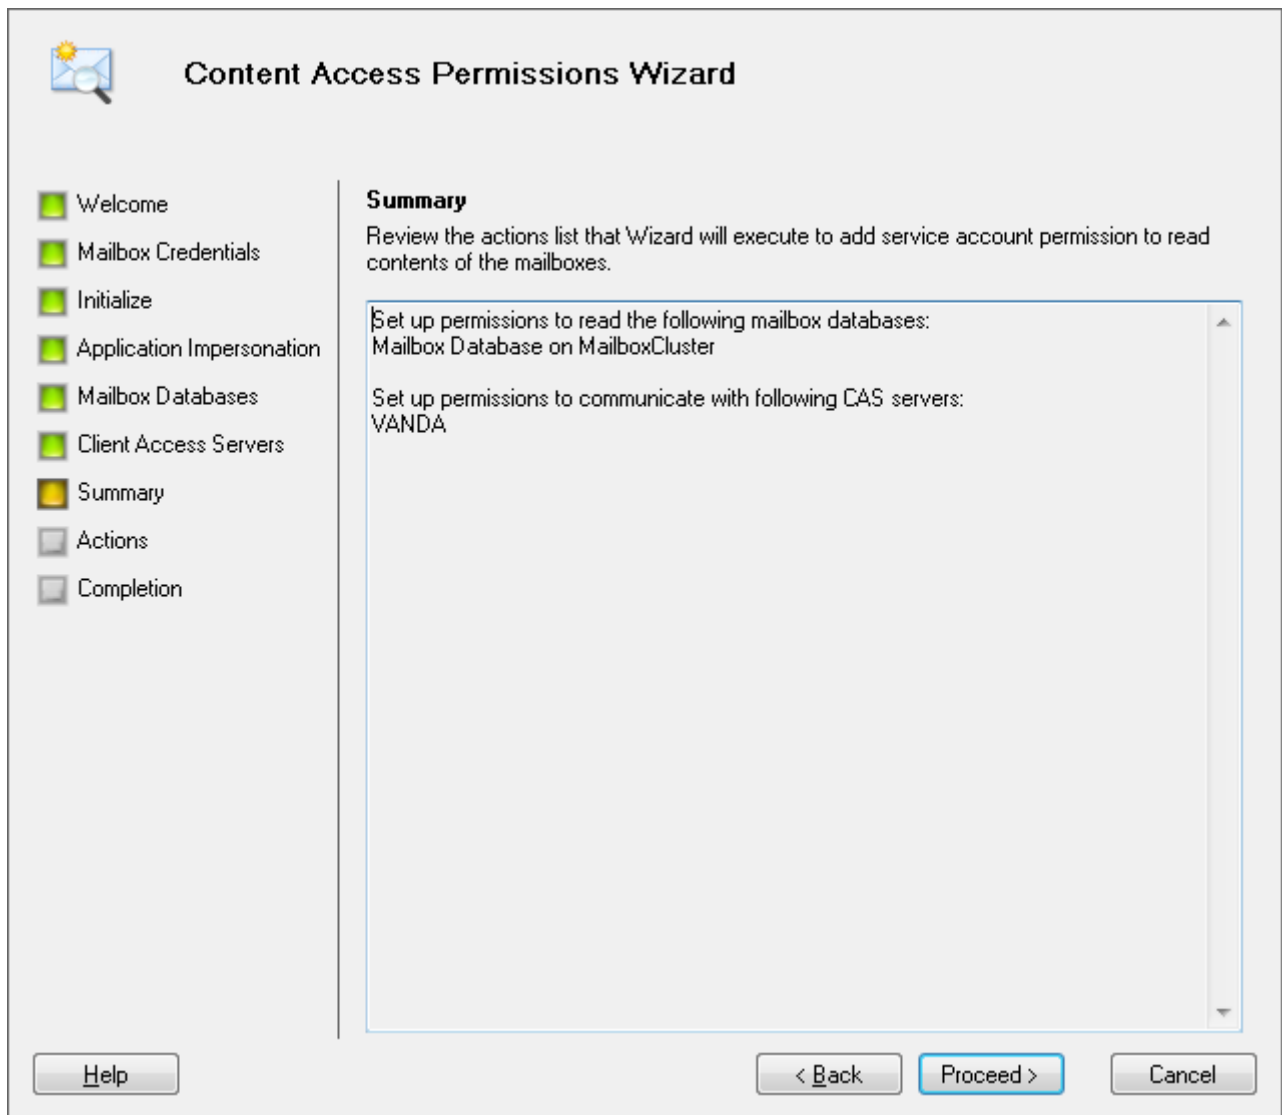 Content Access Permissions Wizard
Welcome
Mailbox Credentials
Initialize
Application Impersonation
Mailbox Databases
Client Access Servers
Summary
Actions
Completion
Summary
Review the actions list that Wizard will execute to add service account permission to read
contents of the mailboxes.
Set up permissions to read the following mailbox databases:
Mailbox Database on MailboxCluster
Set up permissions to communicate with following CAS servers:
VANDA
Help
< Back
Proceed >
Cancel